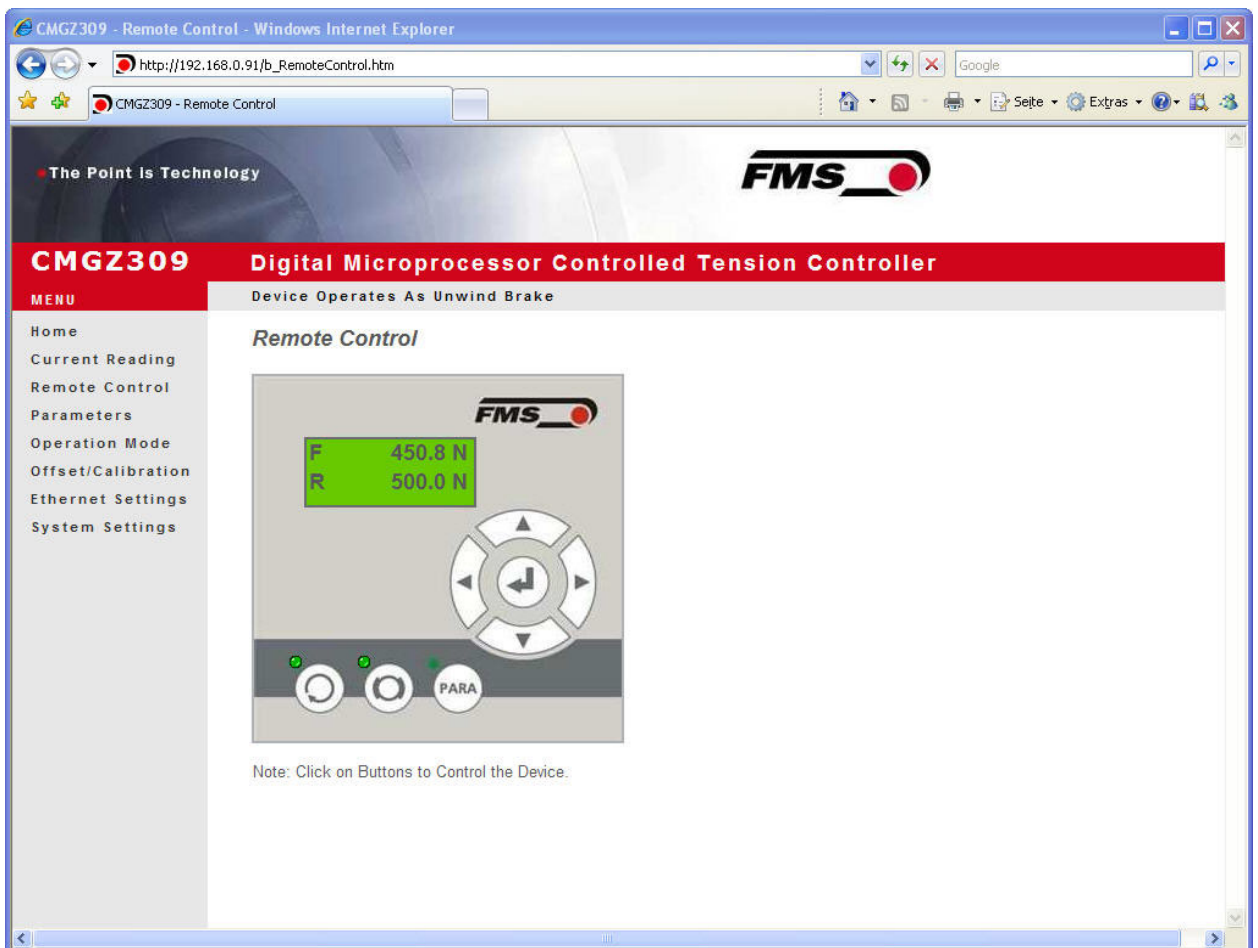 CMGZ309 - Remote Control - Windows Internet Explorer
http://192.168.0.91/b_RemoteControl.htm
Google
CMGZ309 - Remote Control
Seite
Extras
The Point is Technology
FMS
CMGZ309
Digital Microprocessor Controlled Tension Controller
MENU
Device Operates As Unwind Brake
Home
Current Reading
Remote Control
Parameters
Operation Mode
Offset/Calibration
Ethernet Settings
System Settings
Remote Control
FMS
F 450.8 N
R 500.0 N
PARA
Note: Click on Buttons to Control the Device.